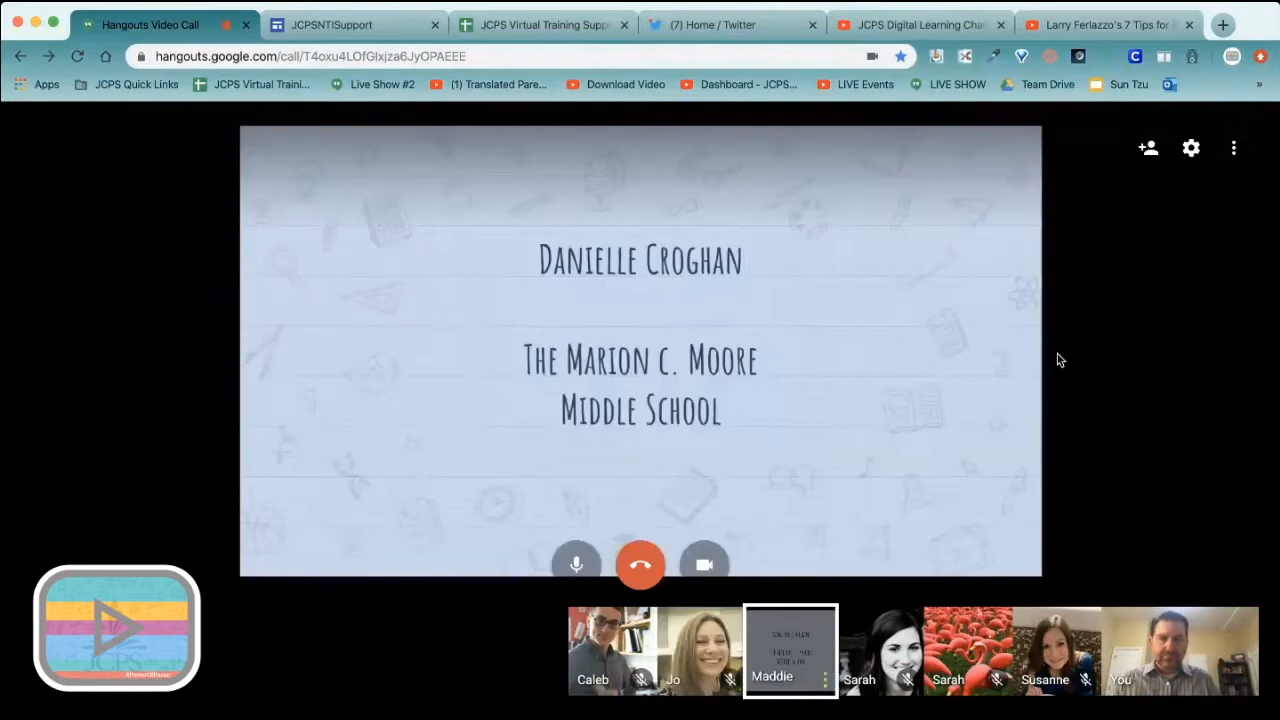 Hangouts Video Call
JCPSNTISupport
JCPS Virtual Training Supp
(7) Home / Twitter
JCPS Digital Learning Cha
Larry Ferlazzo's 7 Tips for
hangouts.google.com/call/T4oxu4LOfGIxjza6JyOPAEEE
Apps
JCPS Quick Links
JCPS Virtual Traini...
Live Show #2
(1) Translated Pare...
Download Video
Dashboard - JCPS...
LIVE Events
LIVE SHOW
Team Drive
Sun Tzu
»
Danielle Croghan
The Marion c. Moore
Middle School
JCPS
Caleb
Jo
Maddie
Sarah
Sarah
Susanne
You